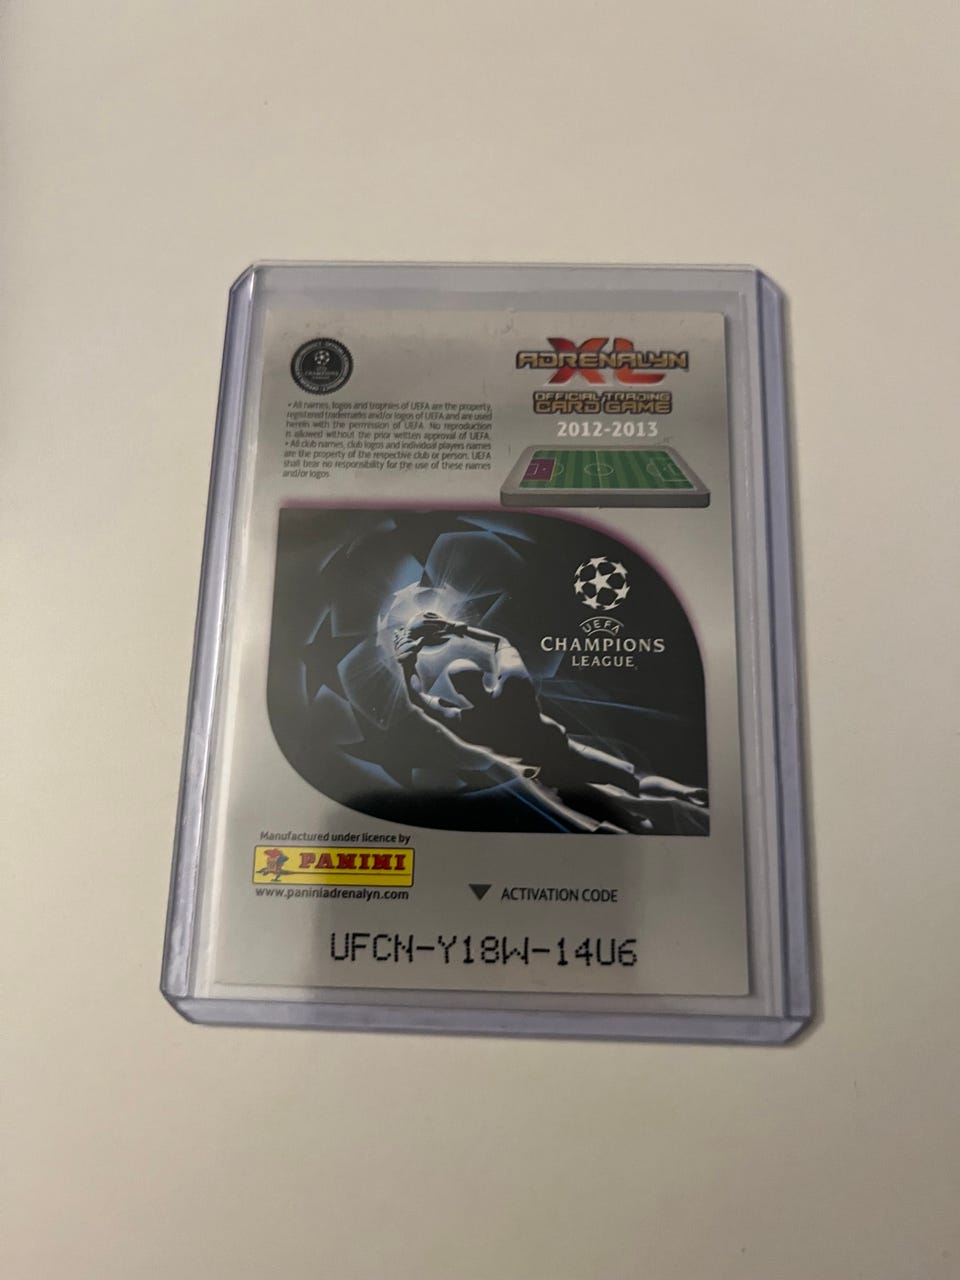 UEFA
CHAMPIONS
LEAGUE
• All names, logos and trophies of UEFA are the property,
registered trademarks and/or logos of UEFA and are used
herein with the permission of UEFA. No reproduction
is allowed without the prior written approval of UEFA.
• All club names, club logos and individual players names
are the property of the respective club or person. UEFA
shall bear no responsibility for the use of these names
and/or logos
ADRENALYN
XL
OFFICIAL TRADING
CARD GAME
2012-2013
UEFA
CHAMPIONS
LEAGUE
Manufactured under licence by
PANINI
www.paniniadrenalyn.com
ACTIVATION CODE
UFCN-Y18W-14U6